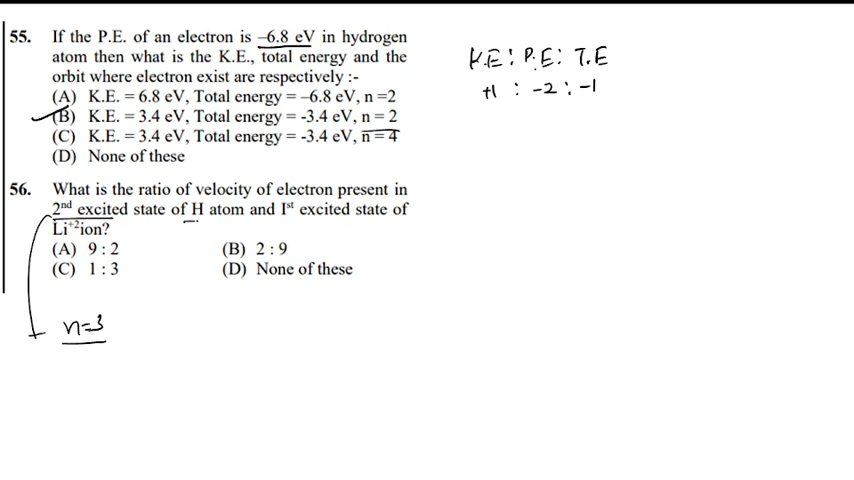 55. If the P.E. of an electron is –6.8 eV in hydrogen
atom then what is the K.E., total energy and the
orbit where electron exist are respectively :-
(A) K.E. = 6.8 eV, Total energy = –6.8 eV, n =2
(B) K.E. = 3.4 eV, Total energy = -3.4 eV, n = 2
(C) K.E. = 3.4 eV, Total energy = -3.4 eV, n = 4
(D) None of these
K.E : P.E : T.E
+1 : -2 : -1
56. What is the ratio of velocity of electron present in
2nd excited state of H atom and Ist excited state of
Li+2ion?
(A) 9 : 2 (B) 2 : 9
(C) 1 : 3 (D) None of these
n=3